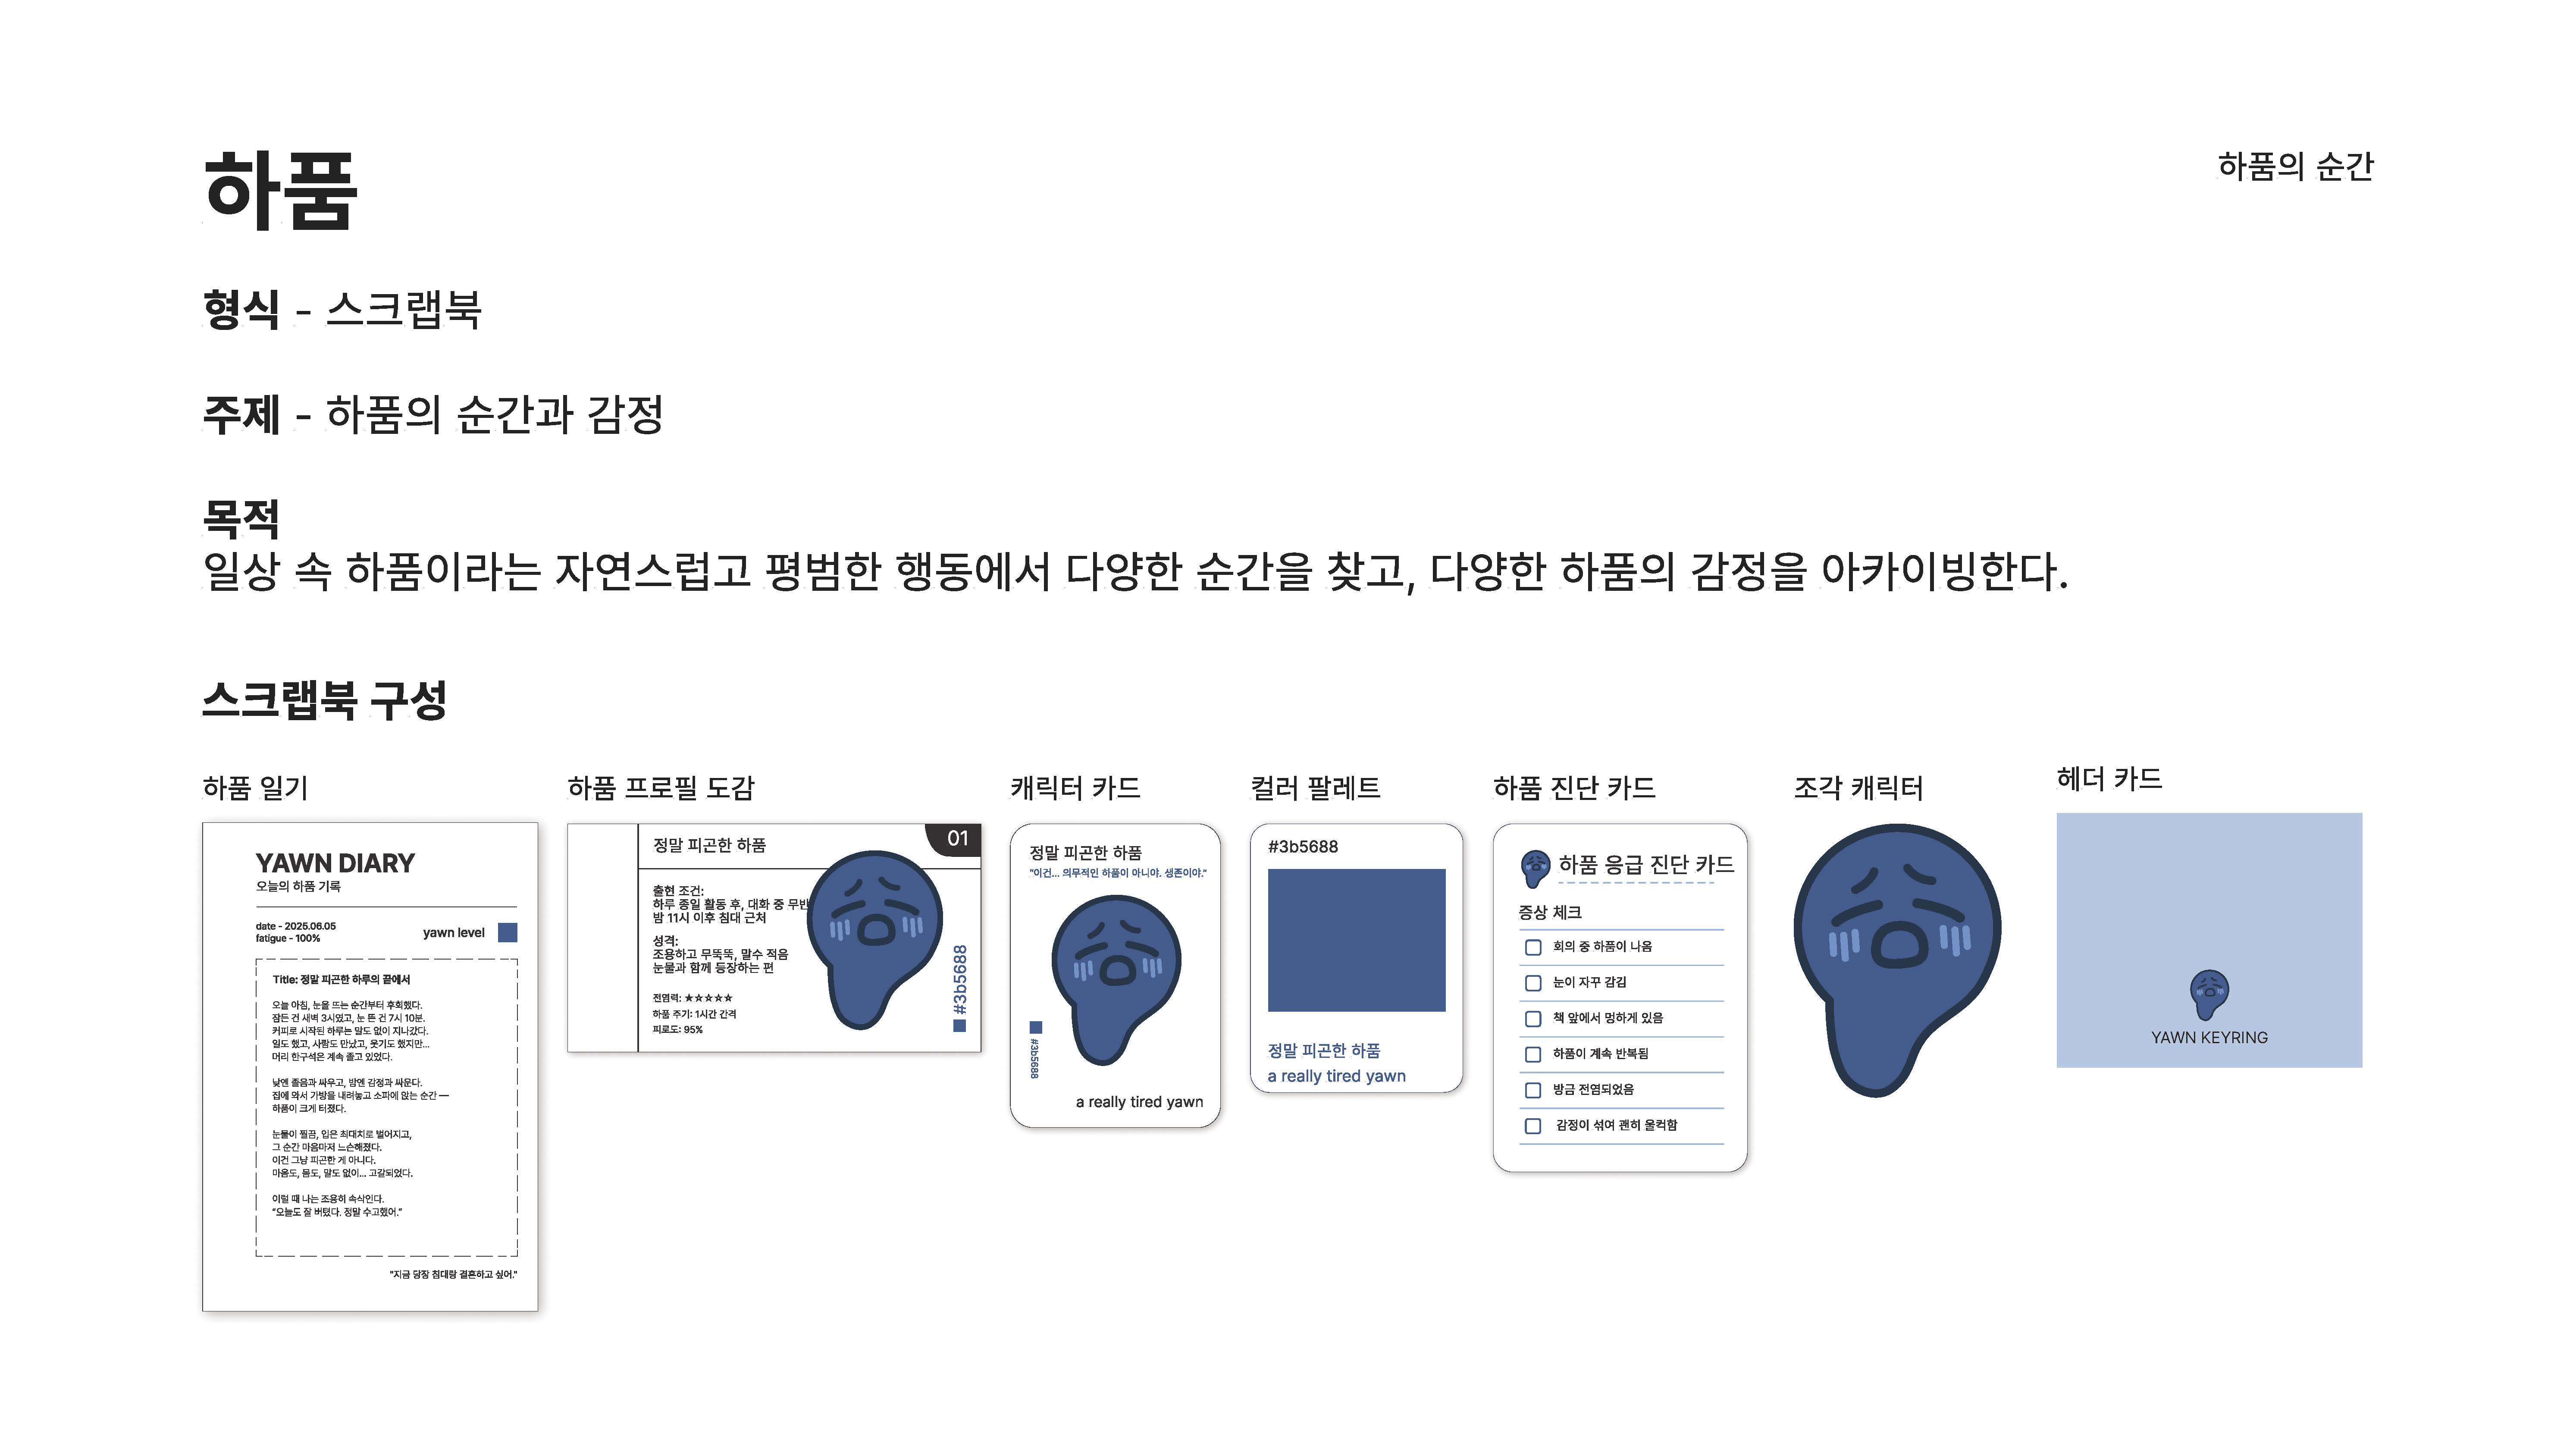 하품
하품의 순간
형식 - 스크랩북
주제 - 하품의 순간과 감정
목적
일상 속 하품이라는 자연스럽고 평범한 행동에서 다양한 순간을 찾고, 다양한 하품의 감정을 아카이빙한다.
스크랩북 구성
하품 일기
YAWN DIARY
오늘의 하품 기록
date - 2025.06.05
fatigue - 100%
yawn level
Title: 정말 피곤한 하루의 끝에서
오늘 아침, 눈을 뜨는 순간부터 후회했다.
잠든 건 새벽 3시였고, 눈 뜬 건 7시 10분.
커피로 시작된 하루는 말도 없이 지나갔다.
일도 했고, 사람도 만났고, 웃기도 했지만...
머리 한구석은 계속 졸고 있었다.
낮엔 졸음과 싸우고, 밤엔 감정과 싸운다.
집에 와서 가방을 내려놓고 소파에 앉는 순간 —
하품이 크게 터졌다.
눈물이 찔끔, 입은 최대치로 벌어지고,
그 순간 마음마저 느슨해졌다.
이건 그냥 피곤한 게 아니다.
마음도, 몸도, 말도 없이... 고갈되었다.
이럴 때 나는 조용히 속삭인다.
"오늘도 잘 버텼다. 정말 수고했어."
"지금 당장 침대랑 결혼하고 싶어."
하품 프로필 도감
정말 피곤한 하품
01
출현 조건:
하루 종일 활동 후, 대화 중 무반
밤 11시 이후 침대 근처
성격:
조용하고 무뚝뚝, 말수 적음
눈물과 함께 등장하는 편
전염력: ★☆☆☆☆
하품 주기: 1시간 간격
피로도: 95%
#3b5688
캐릭터 카드
정말 피곤한 하품
"이건... 의무적인 하품이 아니야. 생존이야."
#3b5688
a really tired yawn
컬러 팔레트
#3b5688
정말 피곤한 하품
a really tired yawn
하품 진단 카드
하품 응급 진단 카드
증상 체크
회의 중 하품이 나옴
눈이 자꾸 감김
책 앞에서 멍하게 있음
하품이 계속 반복됨
방금 전염되었음
감정이 섞여 괜히 울컥함
조각 캐릭터
헤더 카드
YAWN KEYRING